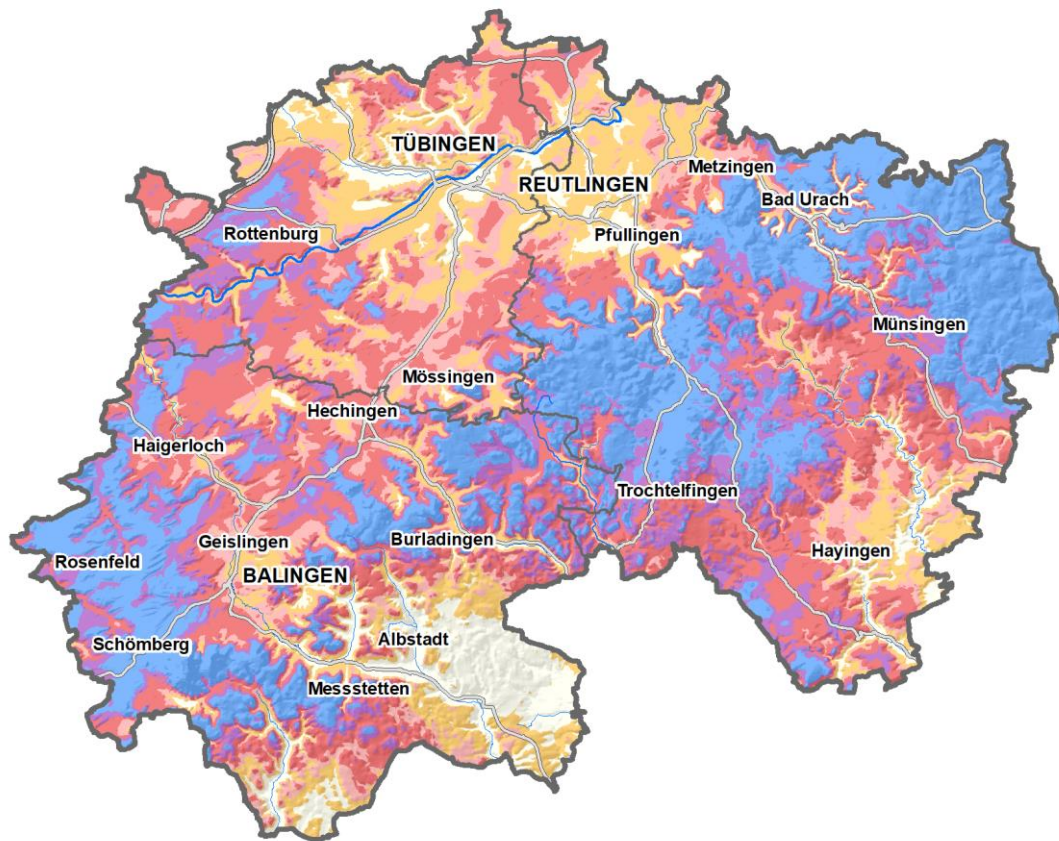 TÜBINGEN
REUTLINGEN
Metzingen
Bad Urach
Rottenburg
Pfullingen
Münsingen
Mössingen
Hechingen
Haigerloch
Trochtelfingen
Geislingen
Burladingen
Hayingen
Rosenfeld
BALINGEN
Schömberg
Albstadt
Messstetten